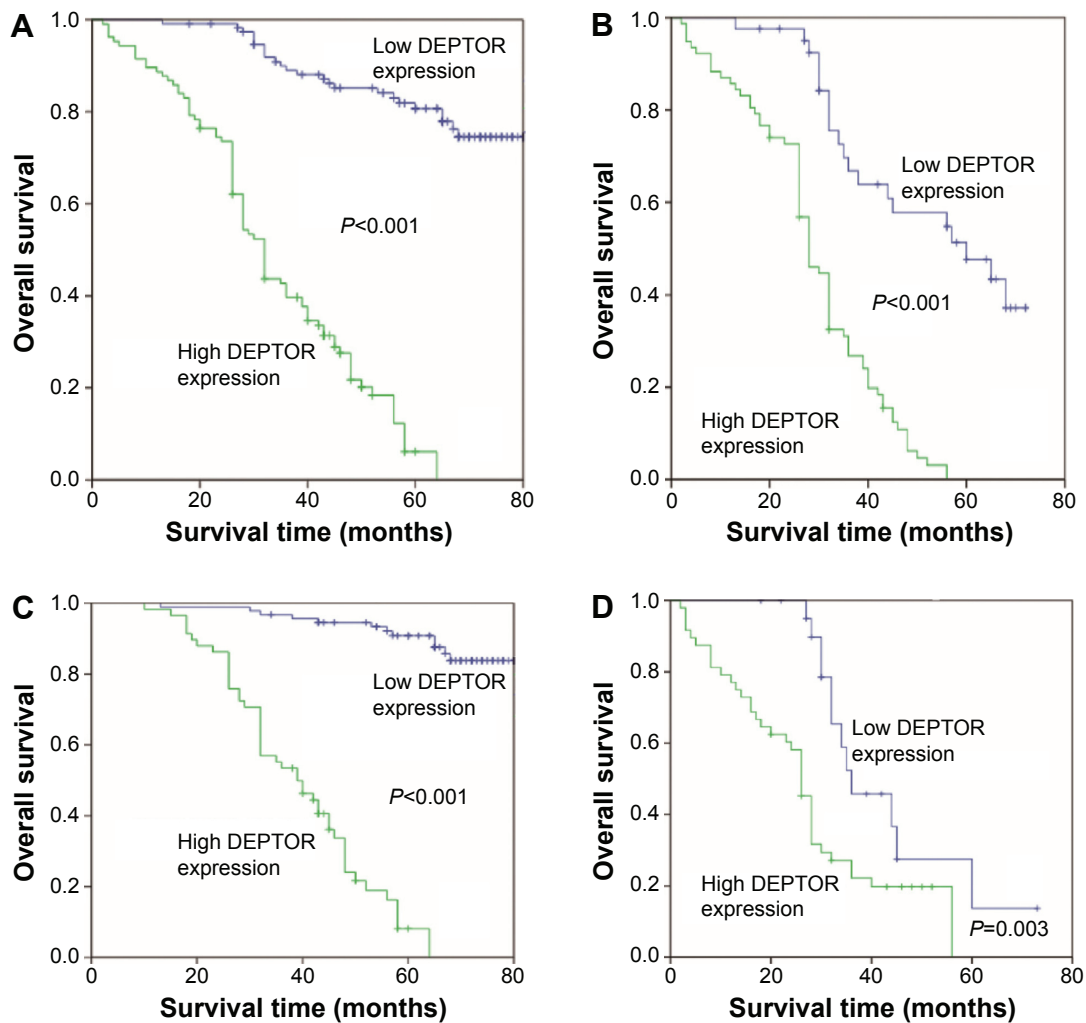 A
1.0
0.8
0.6
0.4
0.2
0.0
Overall survival
Low DEPTOR
expression
P<0.001
High DEPTOR
expression
0 20 40 60 80
Survival time (months)
B
1.0
0.8
0.6
0.4
0.2
0.0
Overall survival
Low DEPTOR
expression
P<0.001
High DEPTOR
expression
0 20 40 60 80
Survival time (months)
C
1.0
0.8
0.6
0.4
0.2
0.0
Overall survival
Low DEPTOR
expression
P<0.001
High DEPTOR
expression
0 20 40 60 80
Survival time (months)
D
1.0
0.8
0.6
0.4
0.2
0.0
Overall survival
Low DEPTOR
expression
High DEPTOR
expression
P=0.003
0 20 40 60 80
Survival time (months)